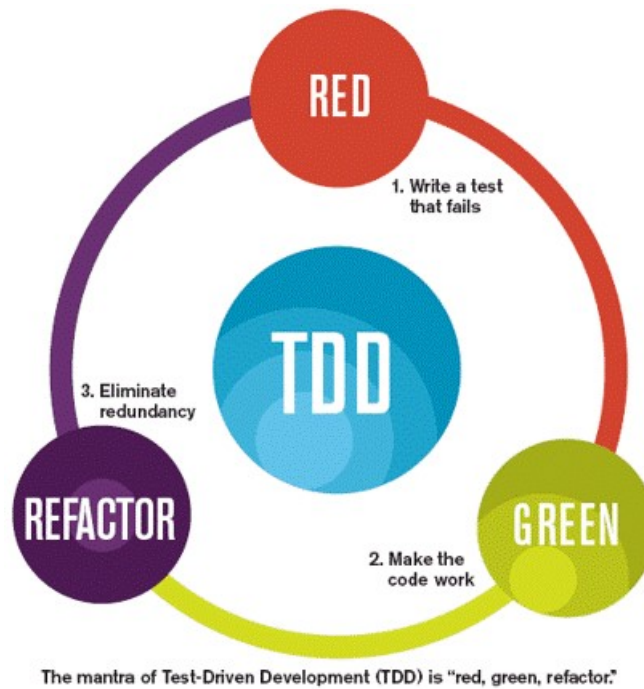 RED
1. Write a test
that fails
TDD
3. Eliminate
redundancy
REFACTOR
GREEN
2. Make the
code work
The mantra of Test-Driven Development (TDD) is “red, green, refactor.”